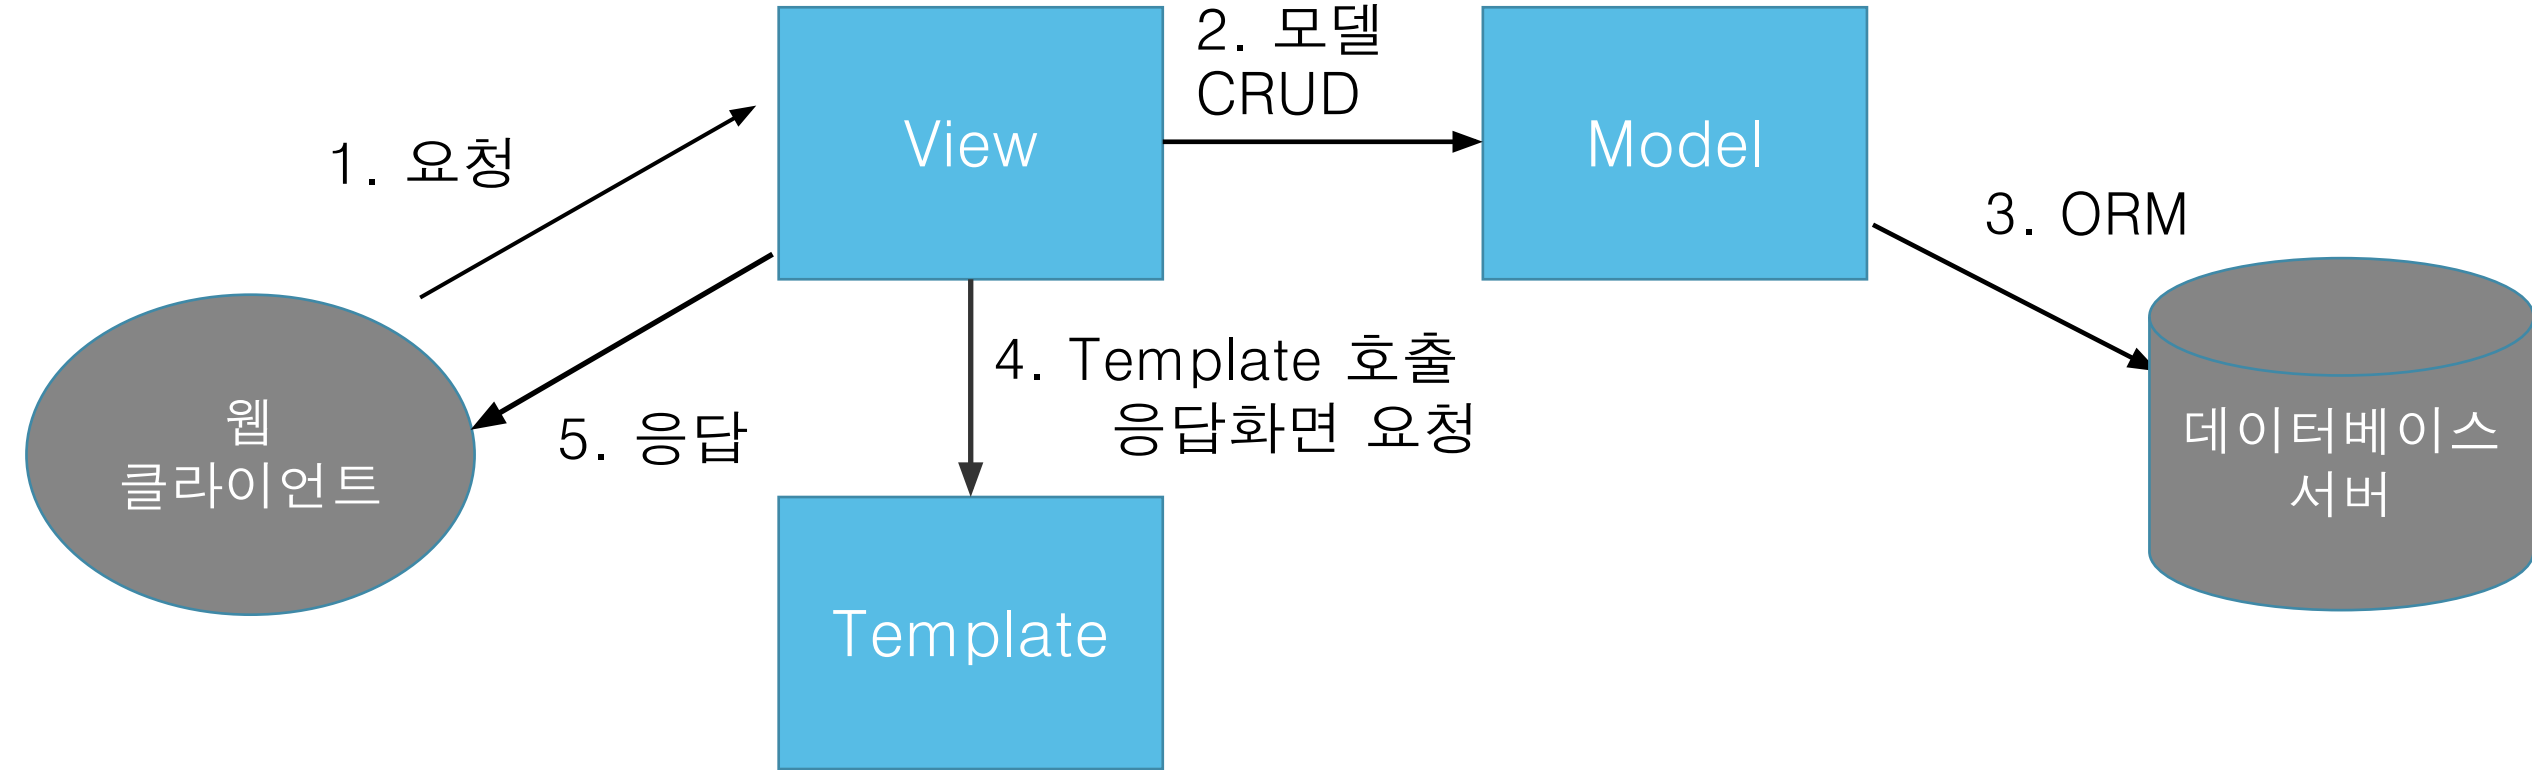 2. 모델
CRUD
View
Model
1. 요청
3. ORM
4. Template 호출
응답화면 요청
5. 응답
웹
클라이언트
데이터베이스
서버
Template